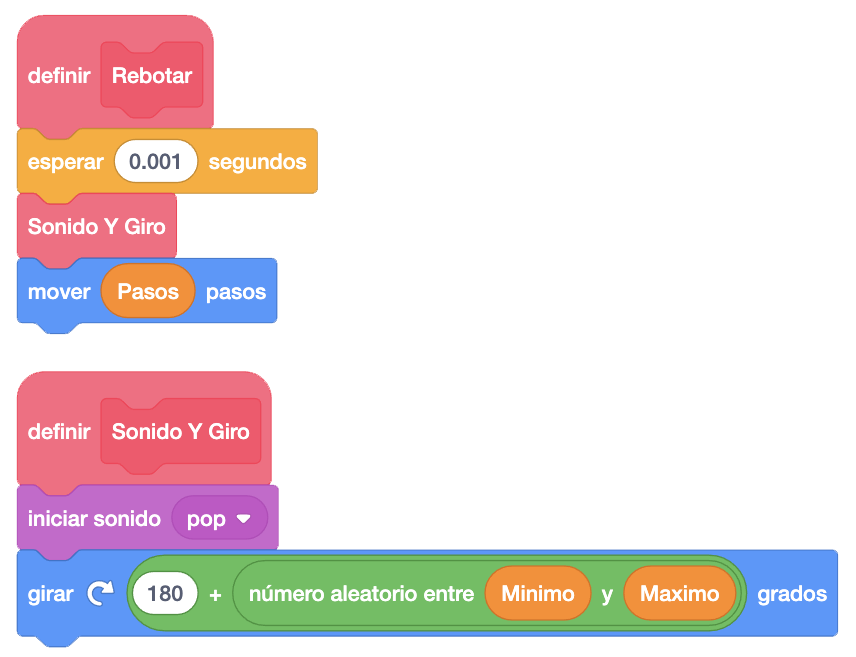 definir Rebotar
esperar 0.001 segundos
Sonido Y Giro
mover Pasos pasos
definir Sonido Y Giro
iniciar sonido pop
girar 180 + número aleatorio entre Minimo y Maximo grados